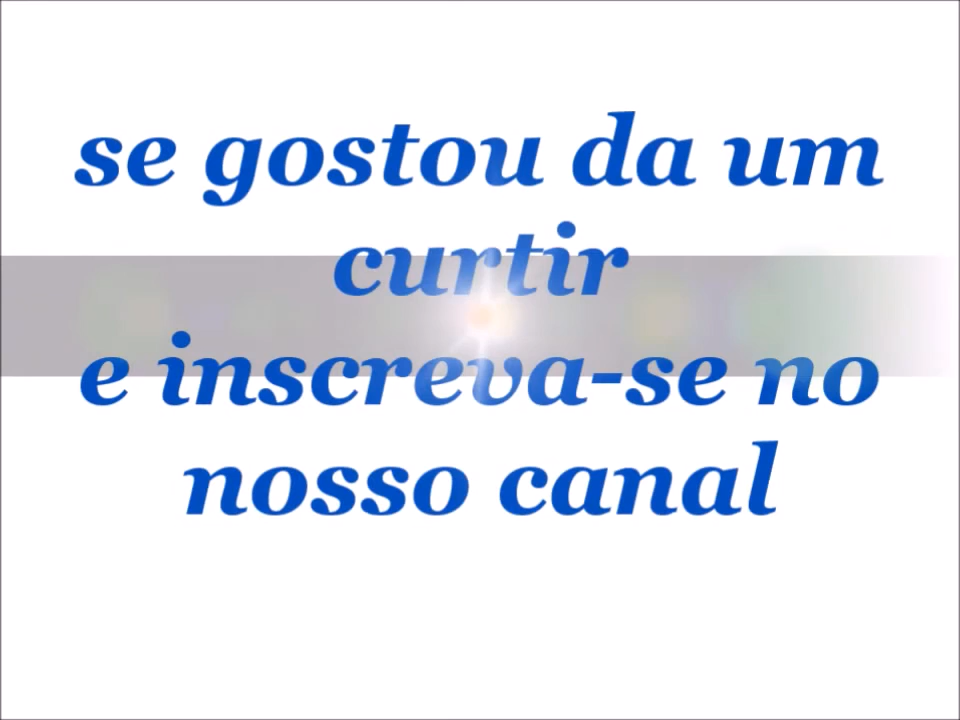 se gostou da um
curtir
e inscreva-se no
nosso canal